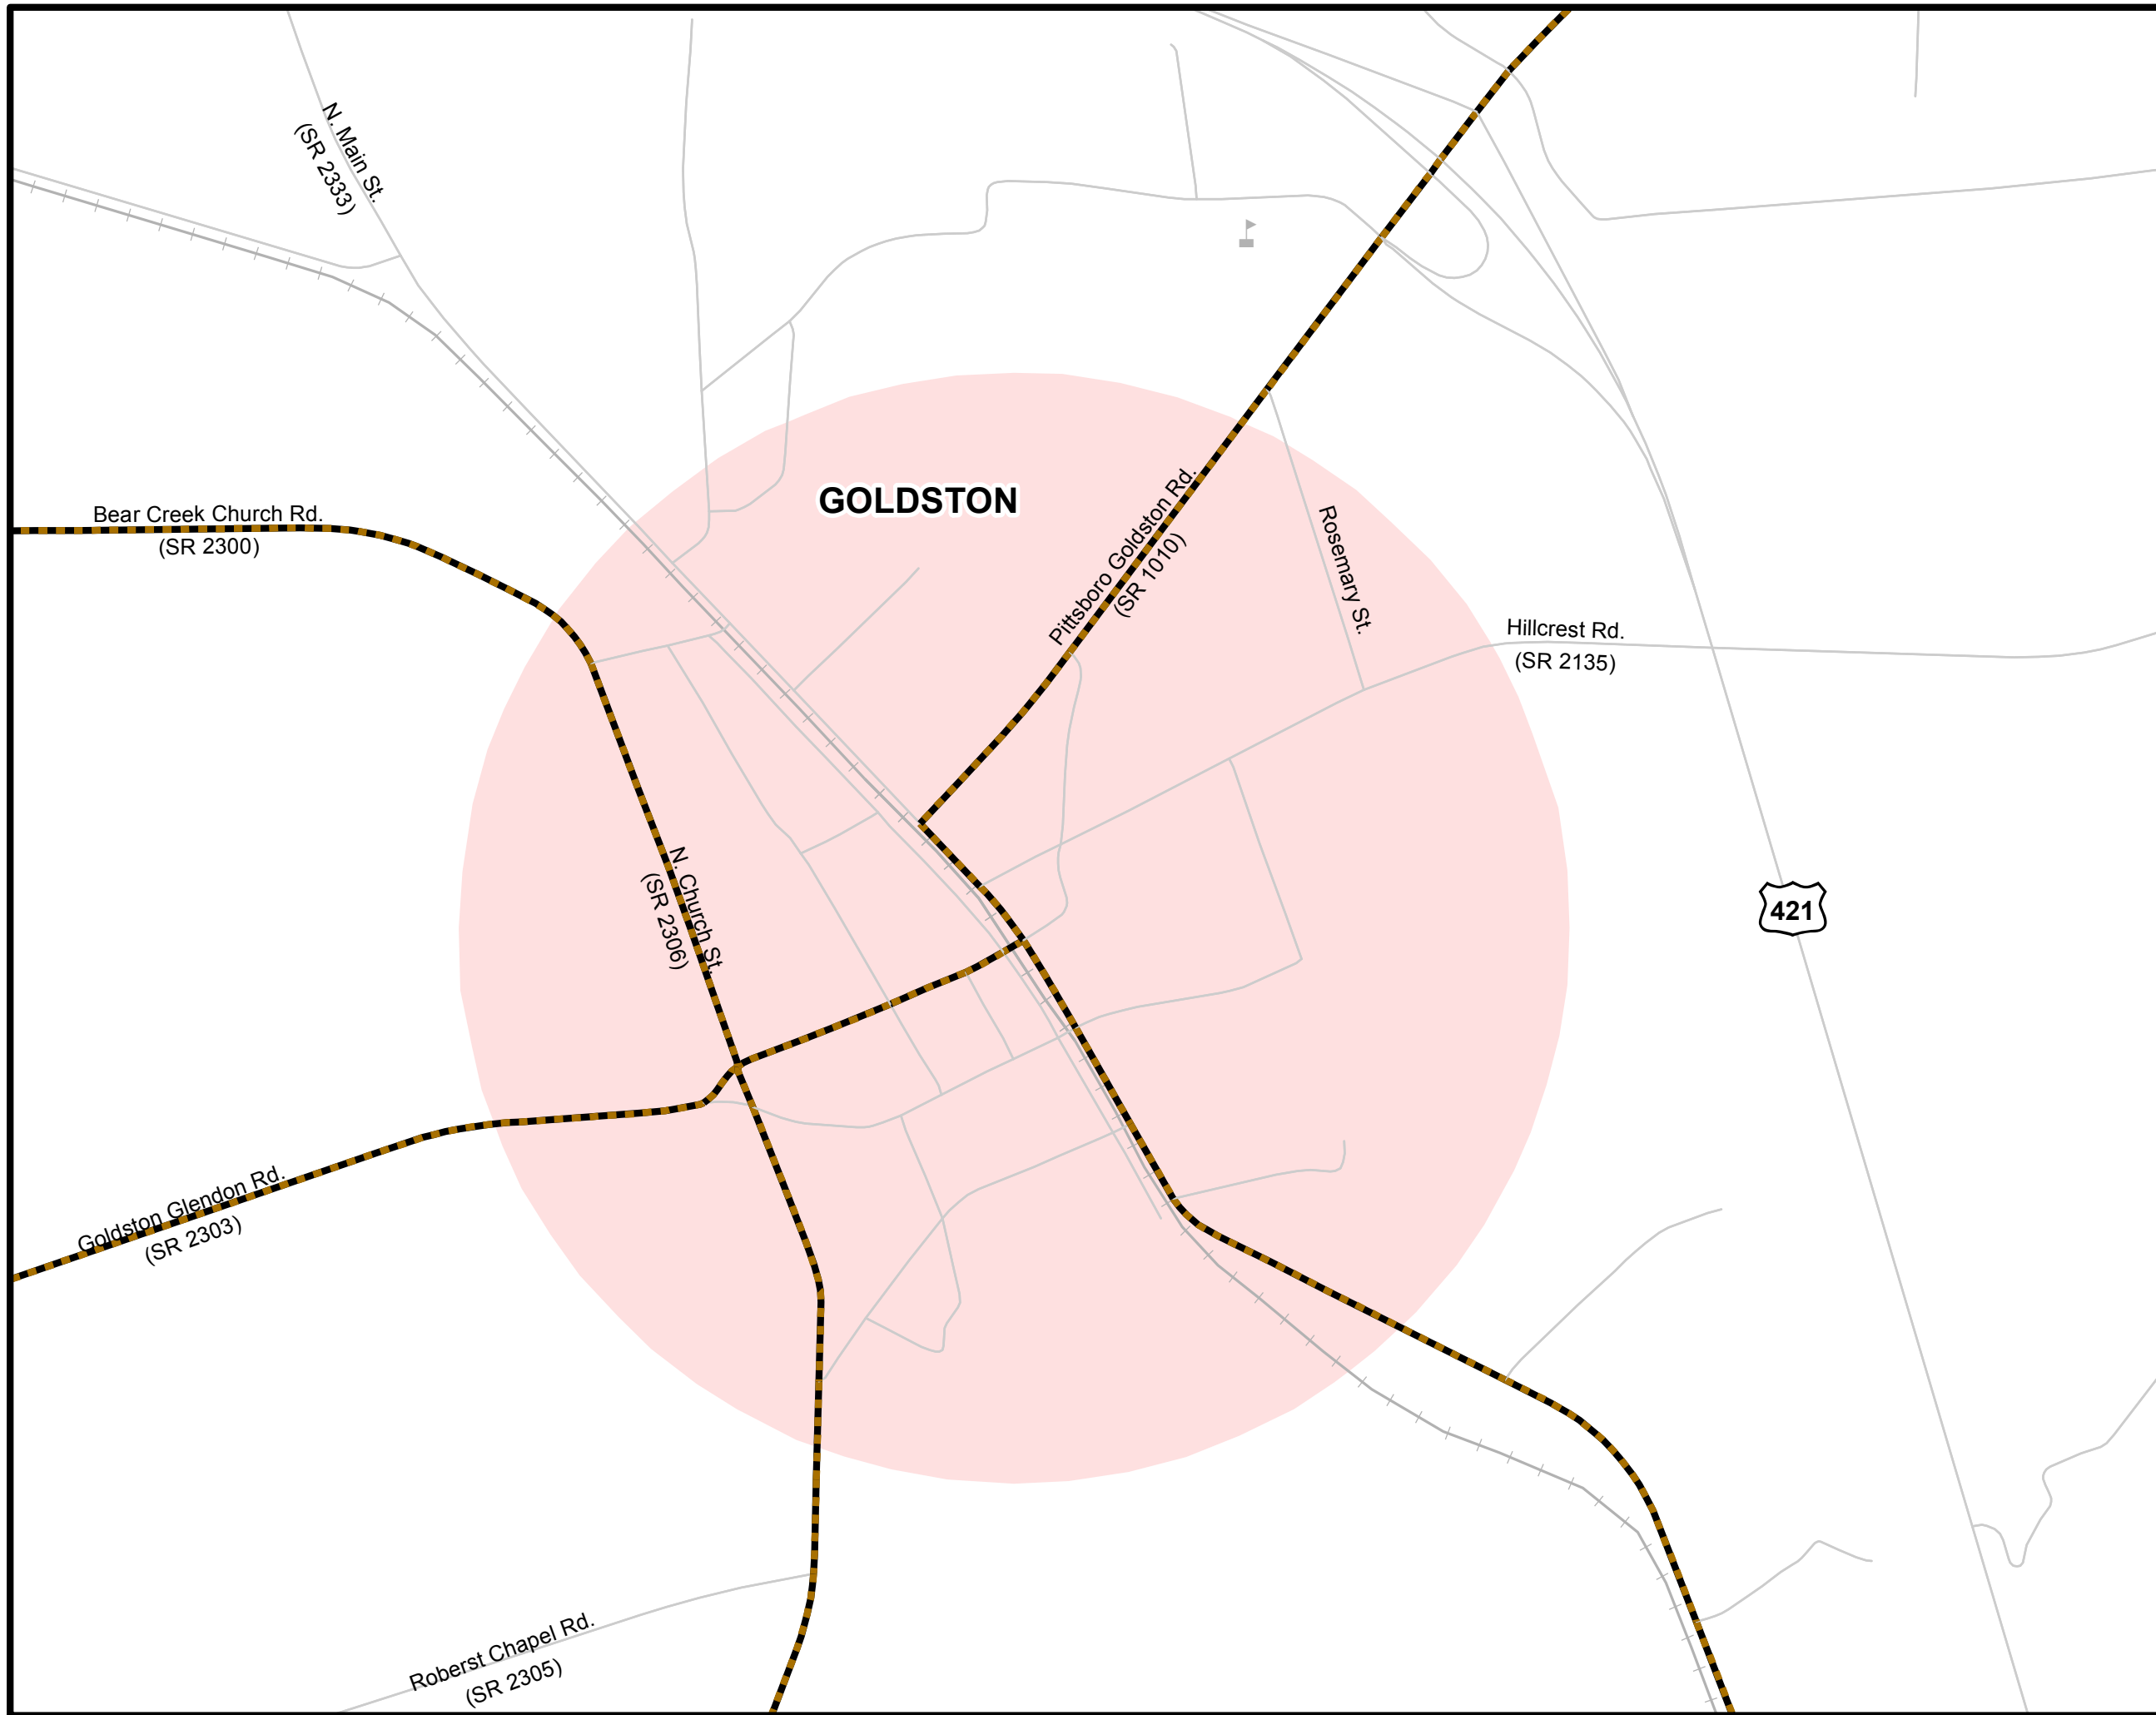 N. Main St.
(SR 2333)
GOLDSTON
Bear Creek Church Rd.
(SR 2300)
Pittsboro Goldston Rd.
(SR 1010)
Rosemary St.
Hillcrest Rd.
(SR 2135)
N. Church St.
(SR 2306)
421
Goldston Glendon Rd.
(SR 2303)
Roberst Chapel Rd.
(SR 2305)